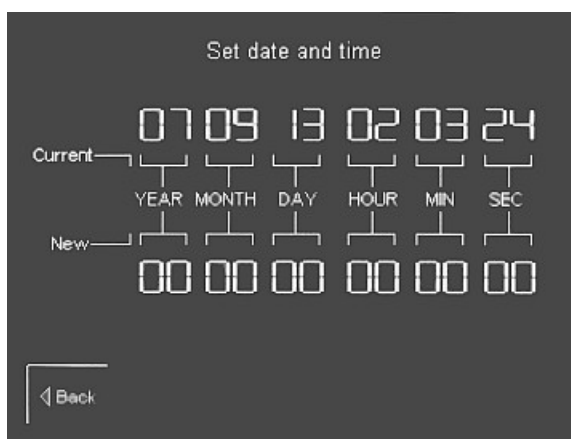 Set date and time
07 09 13 02 03 24
Current
YEAR MONTH DAY HOUR MIN SEC
New
00 00 00 00 00 00
Back